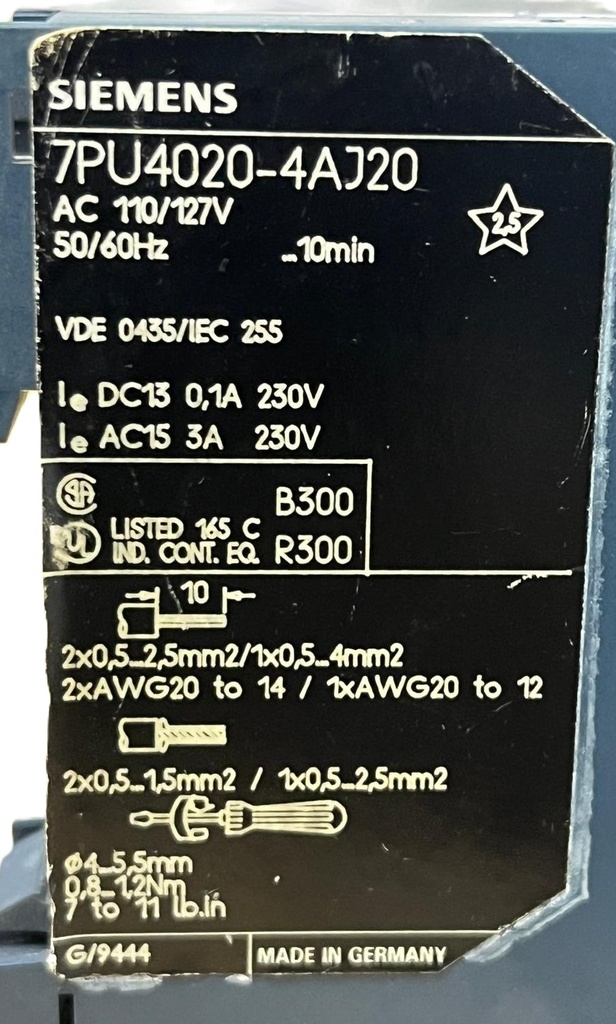 SIEMENS
7PU4020-4AJ20
AC 110/127V
50/60Hz ...10min
2,5
VDE 0435/IEC 255
Ie DC13 0,1A 230V
Ie AC15 3A 230V
SA B300
UL LISTED 165 C
IND. CONT. EQ. R300
10
2x0,5...2,5mm2/1x0,5...4mm2
2xAWG20 to 14 / 1xAWG20 to 12
2x0,5...1,5mm2 / 1x0,5...2,5mm2
ø4...5,5mm
0,8...1,2Nm
7 to 11 lb.in
G/9444 MADE IN GERMANY